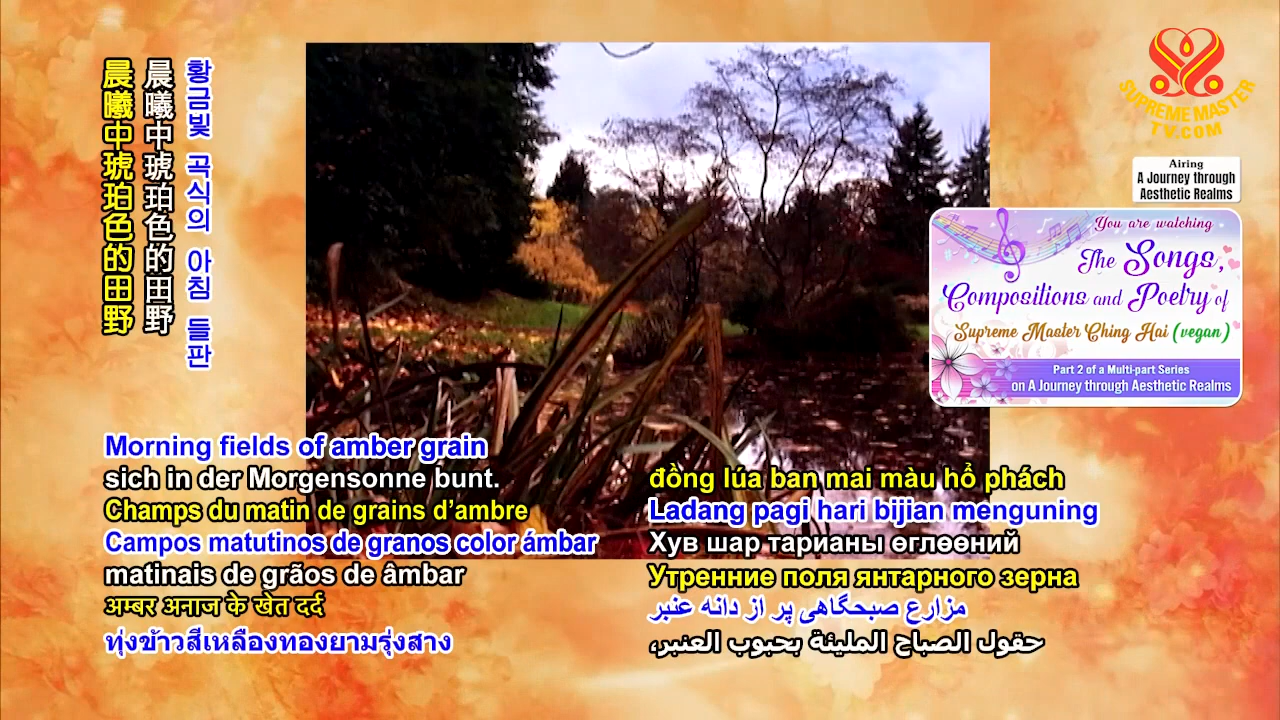 晨曦中琥珀色的田野
晨曦中琥珀色的田野
황금빛 곡식의 아침 들판
SUPREME MASTER
TV.COM
Airing
A Journey through
Aesthetic Realms
You are watching
The Songs,
Compositions and Poetry of
Supreme Master Ching Hai (vegan)
Part 2 of a Multi-part Series
on A Journey through Aesthetic Realms
Morning fields of amber grain
sich in der Morgensonne bunt.
Champs du matin de grains d’ambre
Campos matutinos de granos color ámbar
matinais de grãos de âmbar
अम्बर अनाज के खेत दर्द
ทุ่งข้าวสีเหลืองทองยามรุ่งสาง
đồng lúa ban mai màu hổ phách
Ladang pagi hari bijian menguning
Хув шар тарианы өглөөний
Утренние поля янтарного зерна
مزارع صبحگاهی پر از دانه عنبر
حقول الصباح المليئة بحبوب العنبر،